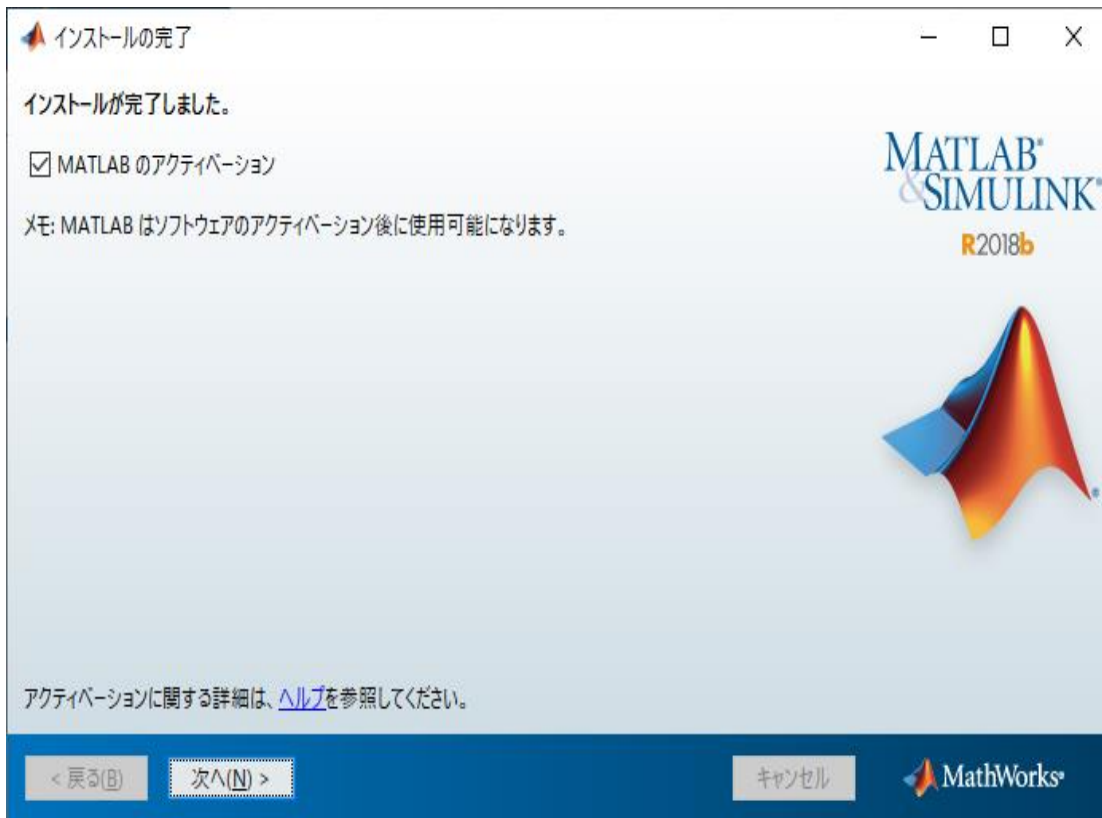 インストールの完了
インストールが完了しました。
MATLAB のアクティベーション
メモ: MATLAB はソフトウェアのアクティベーション後に使用可能になります。
MATLAB®
&SIMULINK®
R2018b
®
アクティベーションに関する詳細は、ヘルプを参照してください。
< 戻る(B)
次へ(N) >
キャンセル
MathWorks®